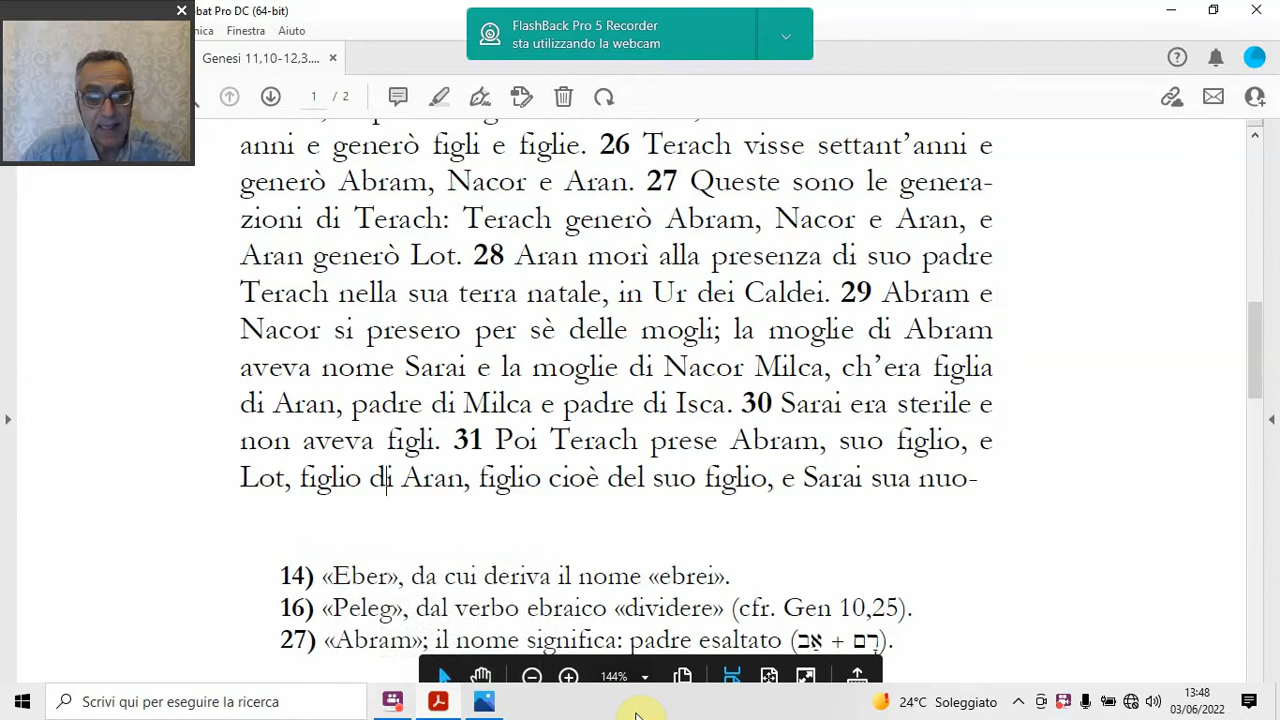 bat Pro DC (64-bit)
FlashBack Pro 5 Recorder
sta utilizzando la webcam
nica Finestra Aiuto
Genesi 11,10-12,3....
1 / 2
anni e generò figli e figlie. 26 Terach visse settant’anni e
generò Abram, Nacor e Aran. 27 Queste sono le genera-
zioni di Terach: Terach generò Abram, Nacor e Aran, e
Aran generò Lot. 28 Aran morì alla presenza di suo padre
Terach nella sua terra natale, in Ur dei Caldei. 29 Abram e
Nacor si presero per sè delle mogli; la moglie di Abram
aveva nome Sarai e la moglie di Nacor Milca, ch’era figlia
di Aran, padre di Milca e padre di Isca. 30 Sarai era sterile e
non aveva figli. 31 Poi Terach prese Abram, suo figlio, e
Lot, figlio di Aran, figlio cioè del suo figlio, e Sarai sua nuo-
14) «Eber», da cui deriva il nome «ebrei».
16) «Peleg», dal verbo ebraico «dividere» (cfr. Gen 10,25).
27) «Abram»; il nome significa: padre esaltato (אַב + רָם).
144%
Scrivi qui per eseguire la ricerca
24°C Soleggiato
13:48
03/06/2022